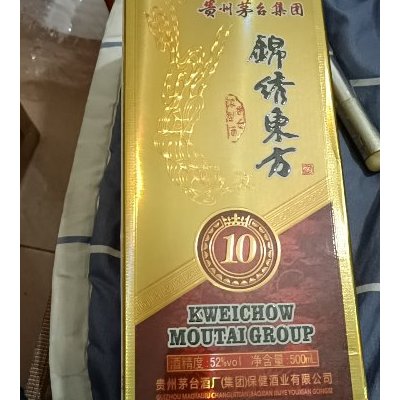 贵州茅台集团
錦绣東方
10
KWEICHOW
MOUTAI GROUP
酒精度:52%vol 净含量:500mL
贵州茅台酒厂(集团)保健酒业有限公司